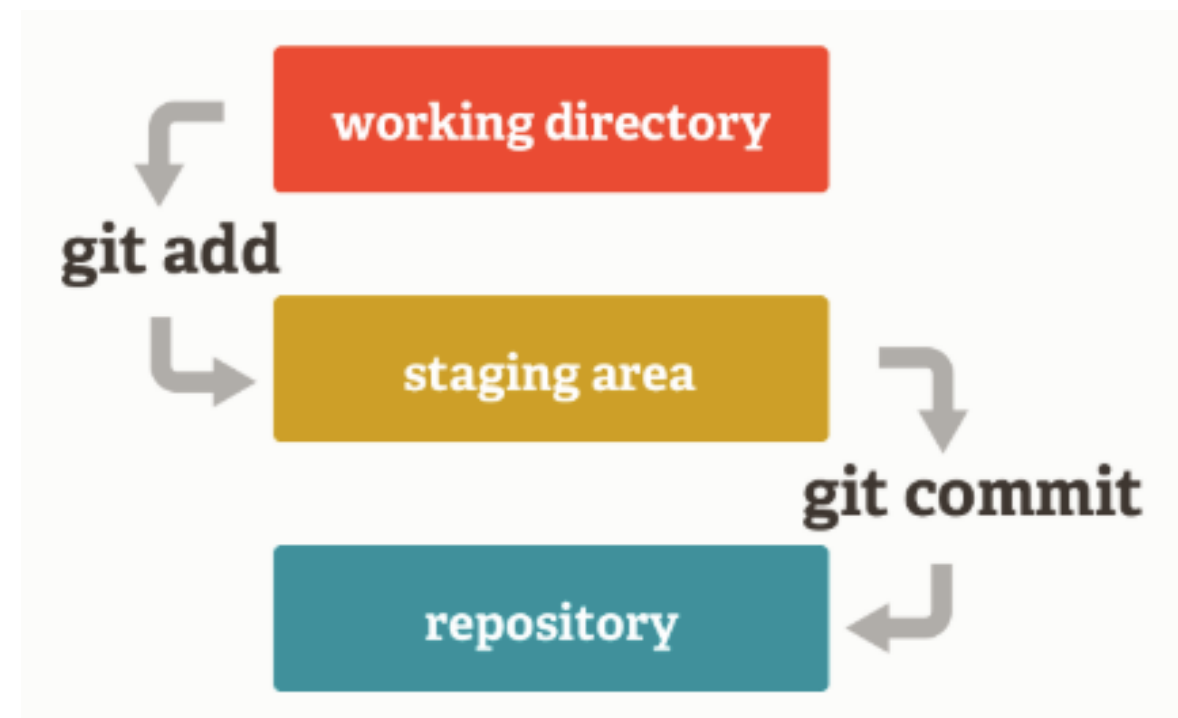 working directory
git add
staging area
git commit
repository